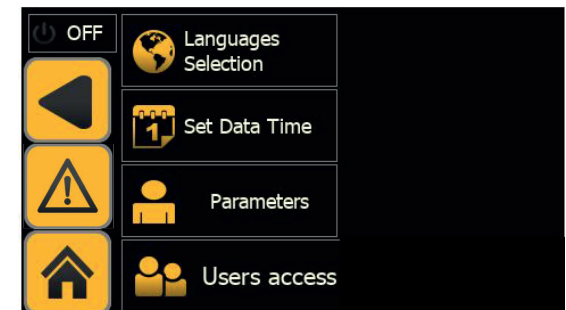 OFF
Languages
Selection
1
Set Data Time
Parameters
Users access